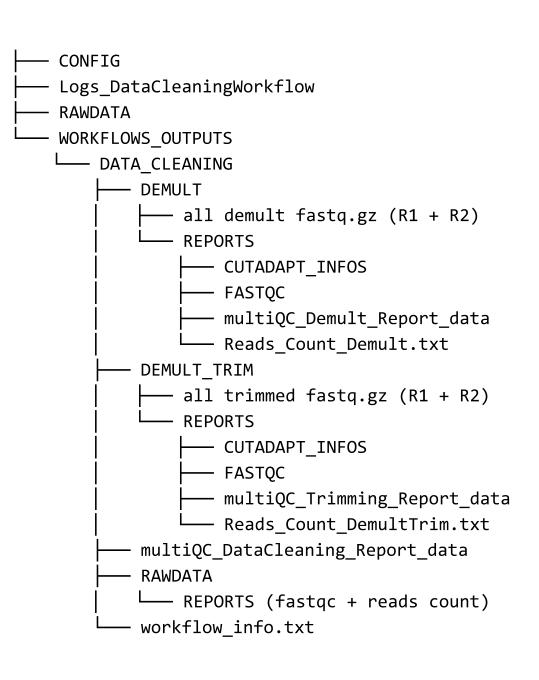 ├── CONFIG
├── Logs_DataCleaningWorkflow
├── RAWDATA
└── WORKFLOWS_OUTPUTS
    └── DATA_CLEANING
        ├── DEMULT
        │   ├── all demult fastq.gz (R1 + R2)
        │   └── REPORTS
        │       ├── CUTADAPT_INFOS
        │       ├── FASTQC
        │       ├── multiQC_Demult_Report_data
        │       └── Reads_Count_Demult.txt
        ├── DEMULT_TRIM
        │   ├── all trimmed fastq.gz (R1 + R2)
        │   └── REPORTS
        │       ├── CUTADAPT_INFOS
        │       ├── FASTQC
        │       ├── multiQC_Trimming_Report_data
        │       └── Reads_Count_DemultTrim.txt
        ├── multiQC_DataCleaning_Report_data
        ├── RAWDATA
        │   └── REPORTS (fastqc + reads count)
        └── workflow_info.txt